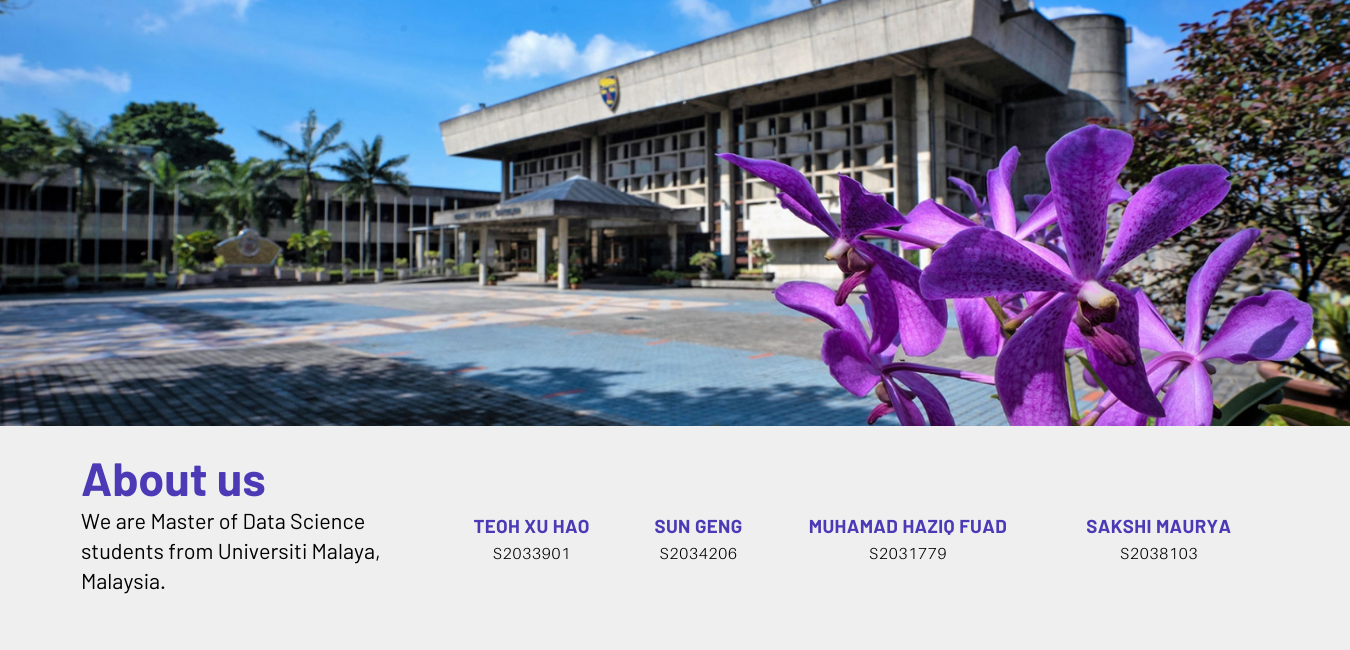 About us
We are Master of Data Science
students from Universiti Malaya,
Malaysia.
TEOH XU HAO
S2033901
SUN GENG
S2034206
MUHAMAD HAZIQ FUAD
S2031779
SAKSHI MAURYA
S2038103